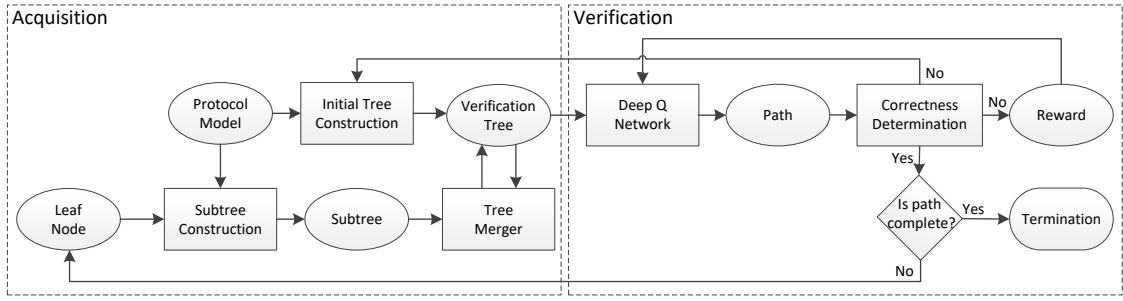 Acquisition
Verification
No
Protocol
Model
Initial Tree
Construction
Verification
Tree
Deep Q
Network
Path
Correctness
Determination
No
Reward
Yes
Leaf
Node
Subtree
Construction
Subtree
Tree
Merger
Is path
complete?
Yes
Termination
No